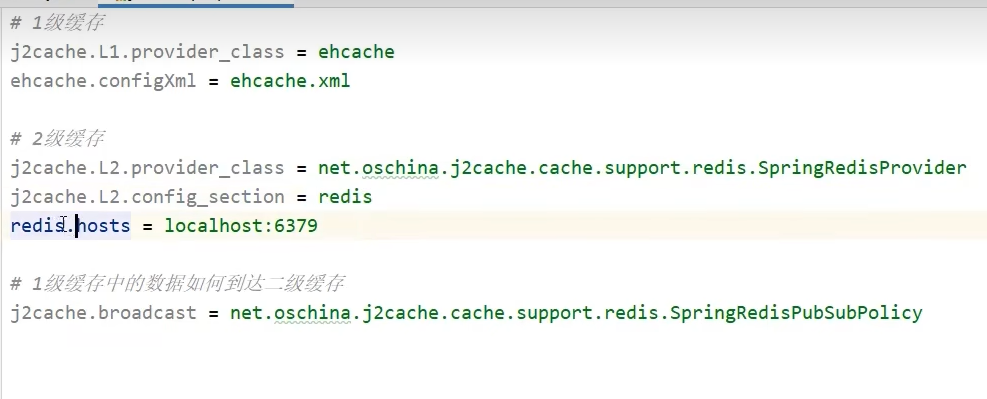 # 1级缓存
j2cache.L1.provider_class = ehcache
ehcache.configXml = ehcache.xml
# 2级缓存
j2cache.L2.provider_class = net.oschina.j2cache.cache.support.redis.SpringRedisProvider
j2cache.L2.config_section = redis
redis.hosts = localhost:6379
# 1级缓存中的数据如何到达二级缓存
j2cache.broadcast = net.oschina.j2cache.cache.support.redis.SpringRedisPubSubPolicy